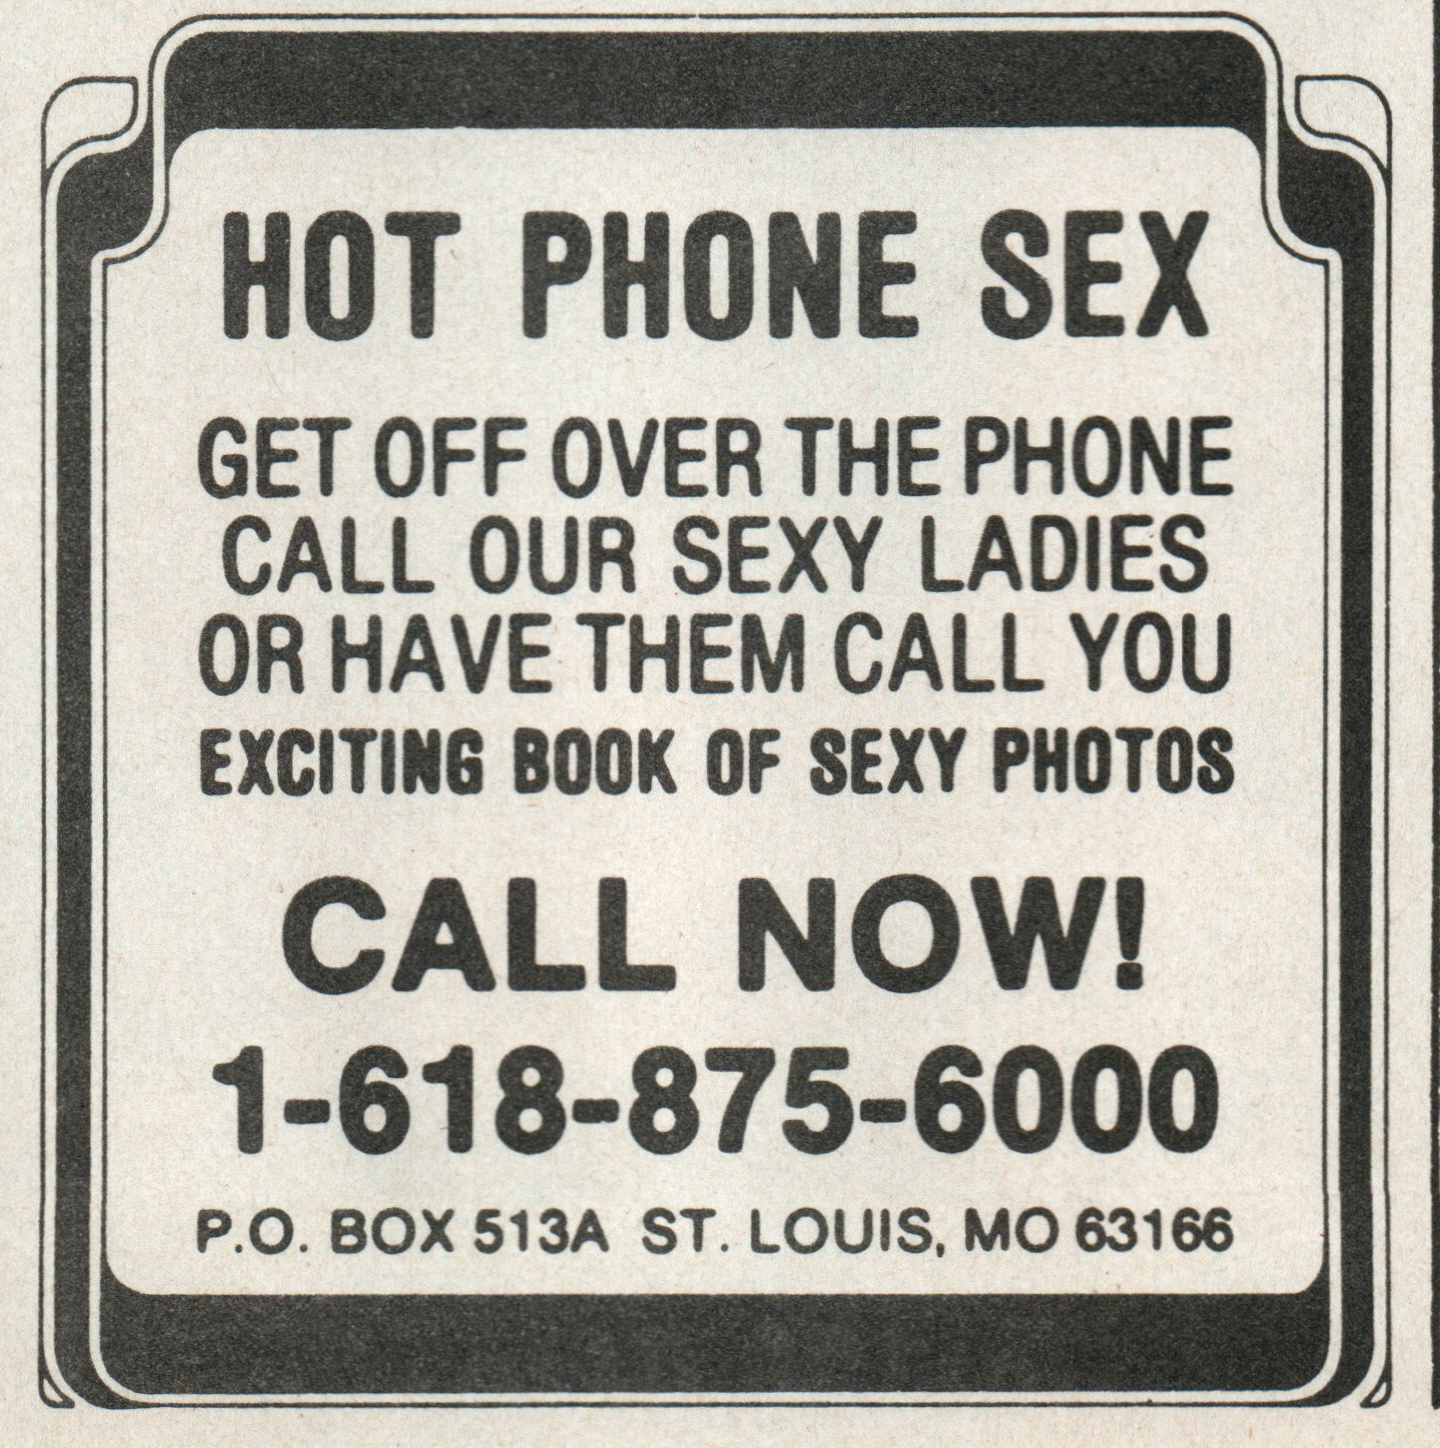 HOT PHONE SEX
GET OFF OVER THE PHONE
CALL OUR SEXY LADIES
OR HAVE THEM CALL YOU
EXCITING BOOK OF SEXY PHOTOS
CALL NOW!
1-618-875-6000
P.O. BOX 513A ST. LOUIS, MO 63166